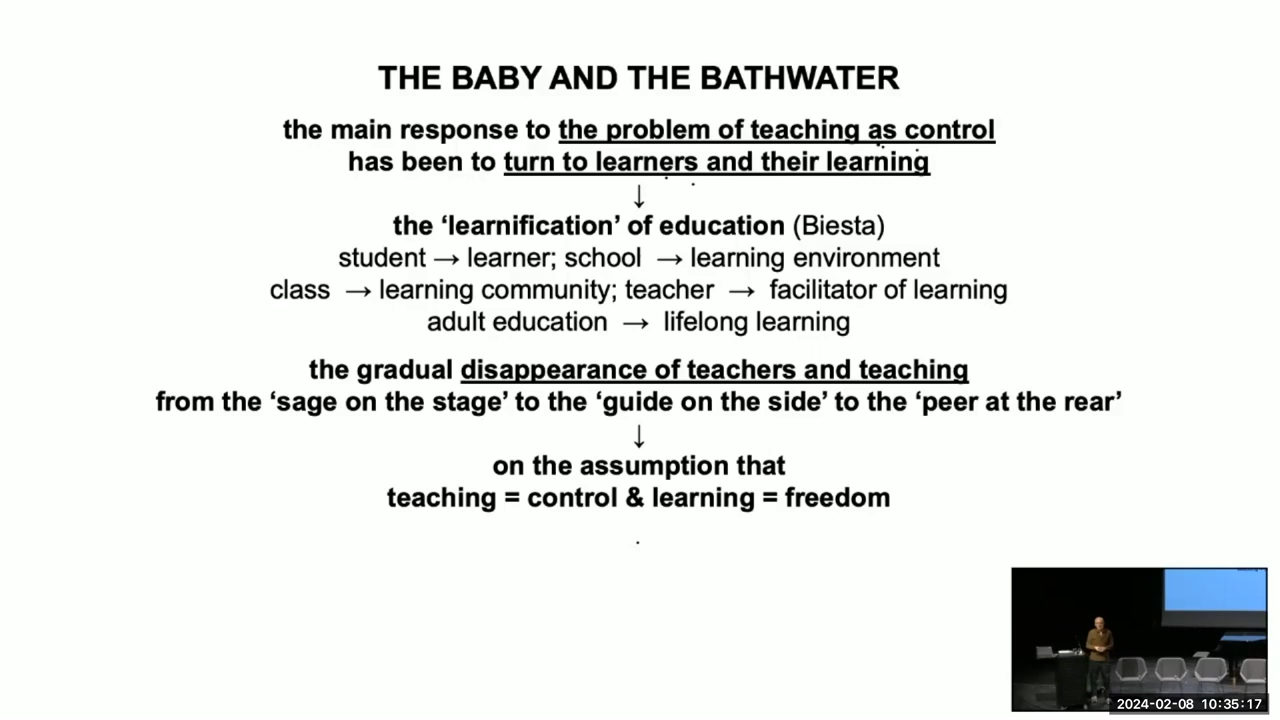 THE BABY AND THE BATHWATER
the main response to the problem of teaching as control
has been to turn to learners and their learning
↓
the ‘learnification’ of education (Biesta)
student → learner; school → learning environment
class → learning community; teacher → facilitator of learning
adult education → lifelong learning
the gradual disappearance of teachers and teaching
from the ‘sage on the stage’ to the ‘guide on the side’ to the ‘peer at the rear’
↓
on the assumption that
teaching = control & learning = freedom
2024-02-08 10:35:17